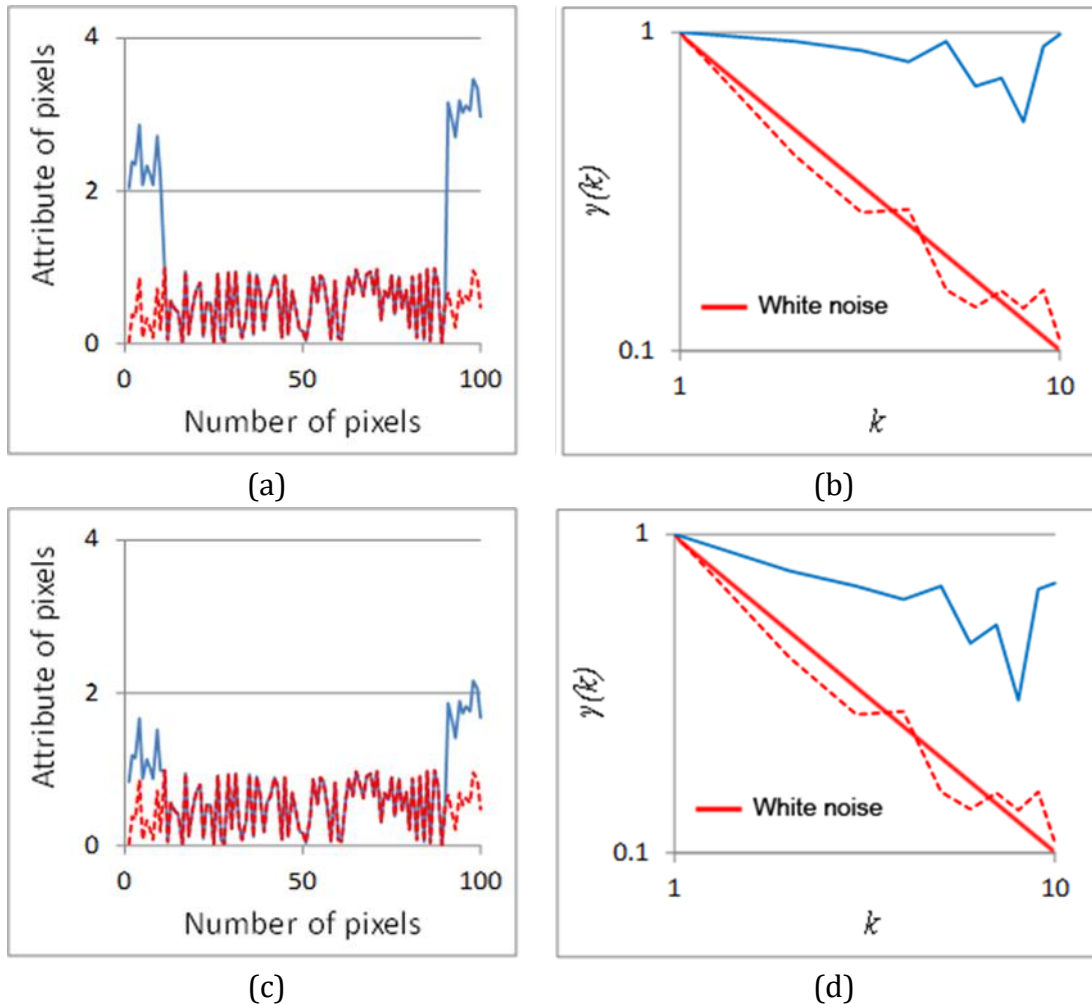 4
2
0
Attribute of pixels
0 50 100
Number of pixels
(a)
1
0.1
γ(k)
White noise
1 10
k
(b)
4
2
0
Attribute of pixels
0 50 100
Number of pixels
(c)
1
0.1
γ(k)
White noise
1 10
k
(d)